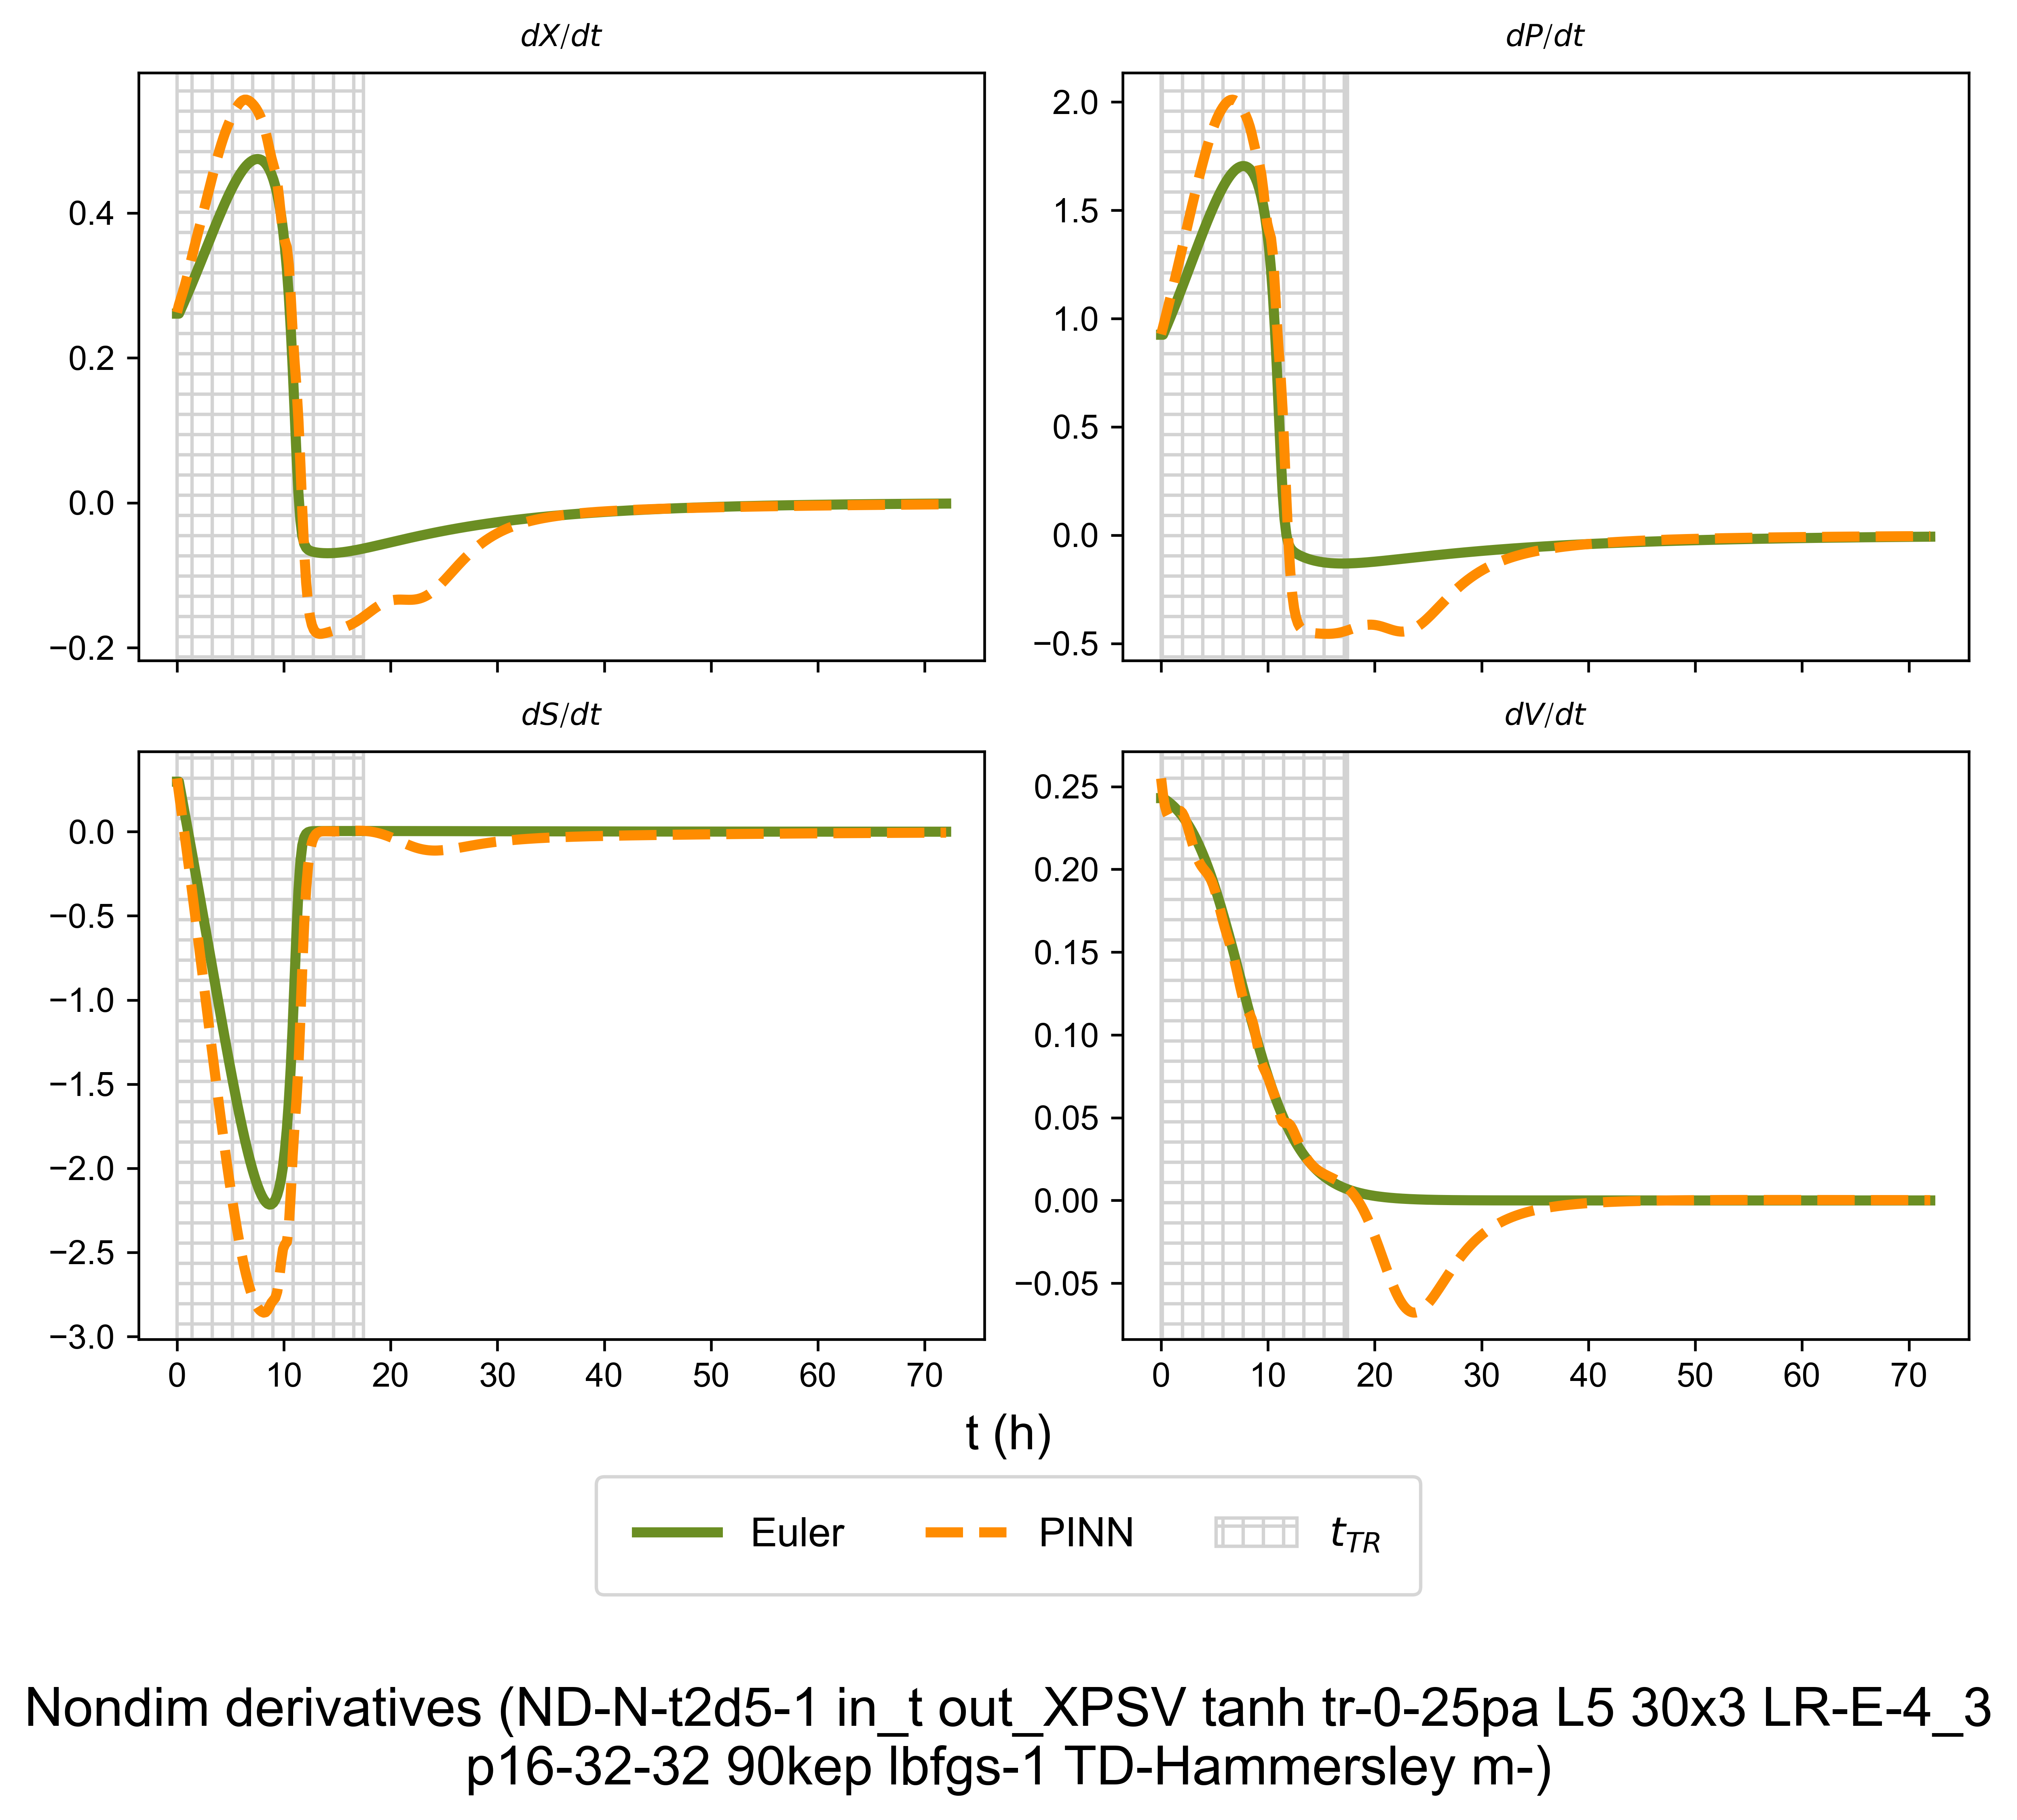 dX/dt
dP/dt
0.4
0.2
0.0
−0.2
2.0
1.5
1.0
0.5
0.0
−0.5
dS/dt
dV/dt
0.0
−0.5
−1.0
−1.5
−2.0
−2.5
−3.0
0 10 20 30 40 50 60 70
0.25
0.20
0.15
0.10
0.05
0.00
−0.05
0 10 20 30 40 50 60 70
t (h)
Euler PINN t_TR
Nondim derivatives (ND-N-t2d5-1 in_t out_XPSV tanh tr-0-25pa L5 30x3 LR-E-4_3
p16-32-32 90kep lbfgs-1 TD-Hammersley m-)